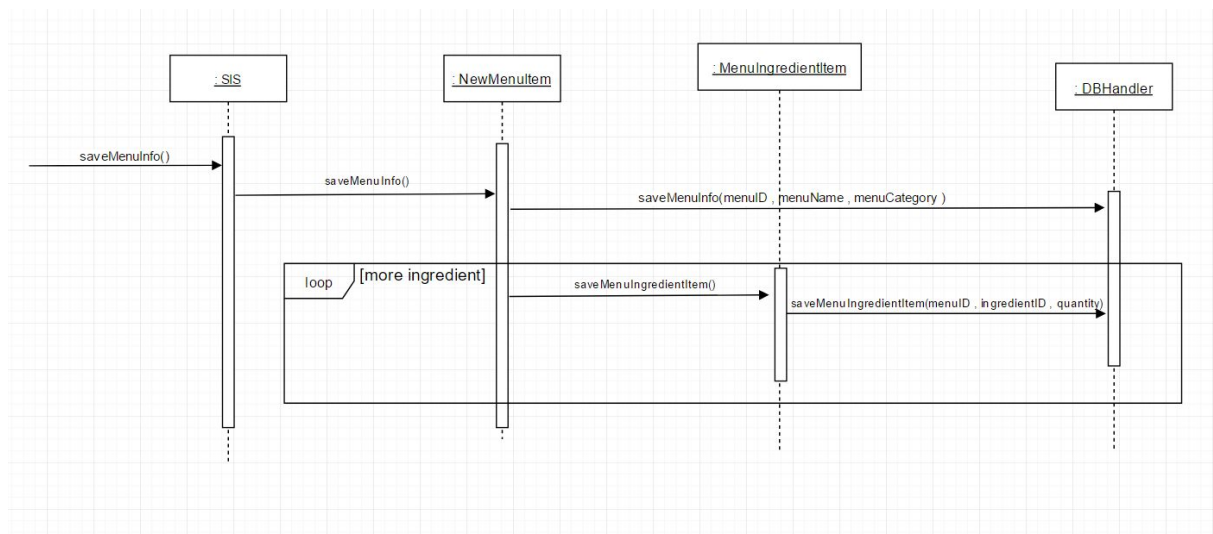 : SIS
: NewMenuItem
: MenuIngredientItem
: DBHandler
saveMenuInfo()
saveMenuInfo()
saveMenuInfo(menuID , menuName , menuCategory )
loop
[more ingredient]
saveMenuIngredientItem()
saveMenuIngredientItem(menuID , ingredientID , quantity)